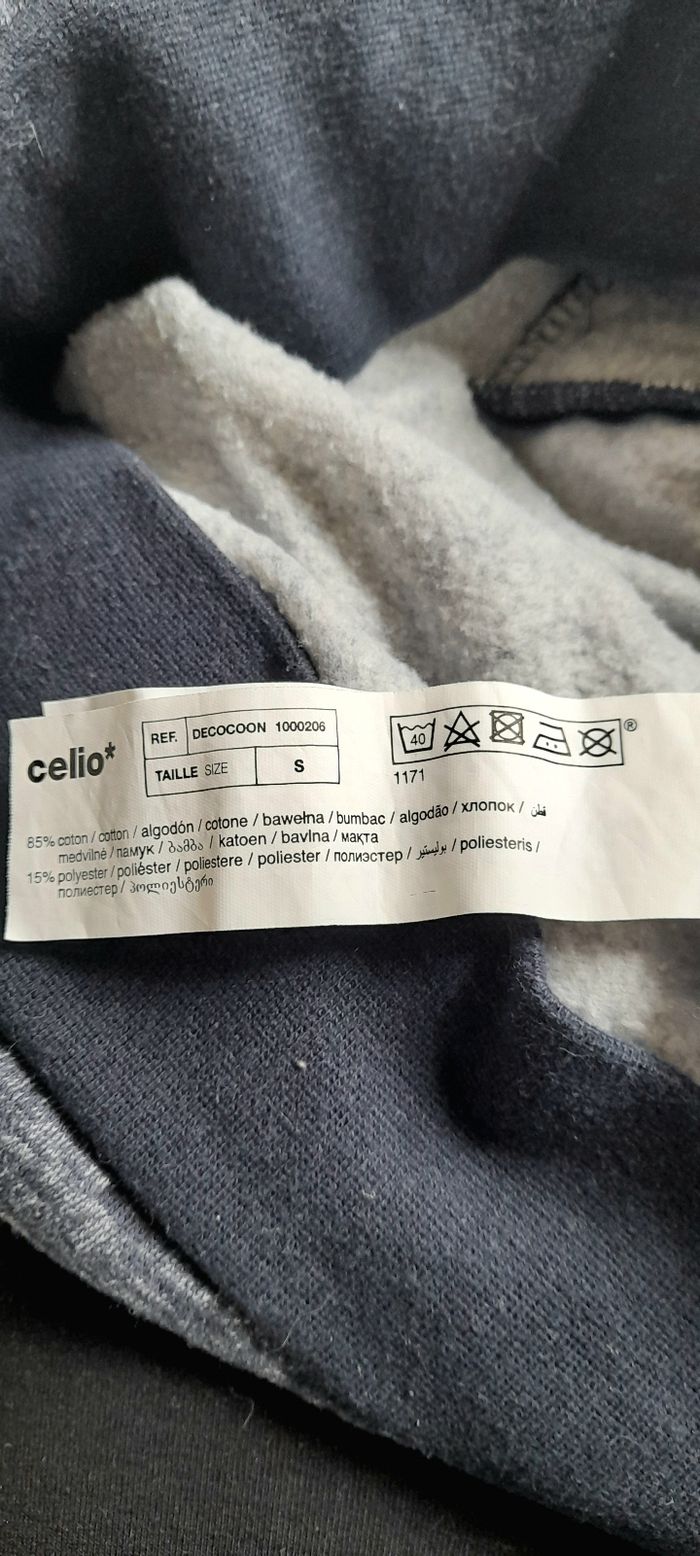 celio*
REF. DECOCOON 1000206
TAILLE SIZE S
40
®
1171
85% coton / cotton / algodón / cotone / bawełna / bumbac / algodão / хлопок / قطن
medvilnė / памук / ბამბა / katoen / bavlna / мақта
15% polyester / poliéster / poliestere / poliester / полиэстер / بوليستير / poliesteris /
полиестер / პოლიესტერი